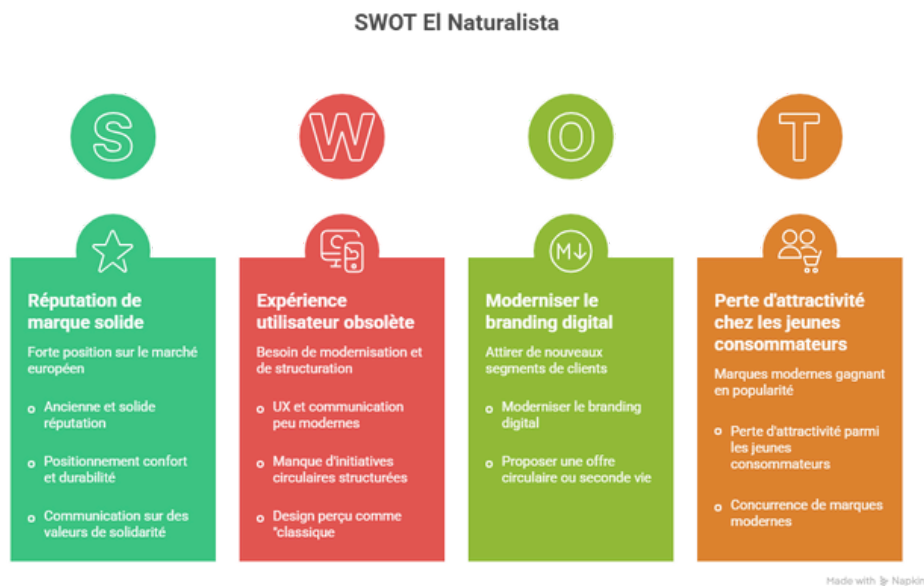 SWOT El Naturalista
S
W
O
T
M
Réputation de
marque solide
Forte position sur le marché
européen
Ancienne et solide
réputation
Positionnement confort
et durabilité
Communication sur des
valeurs de solidarité
Expérience
utilisateur obsolète
Besoin de modernisation et
de structuration
UX et communication
peu modernes
Manque d'initiatives
circulaires structurées
Design perçu comme
"classique
Moderniser le
branding digital
Attirer de nouveaux
segments de clients
Moderniser le branding
digital
Proposer une offre
circulaire ou seconde vie
Perte d'attractivité
chez les jeunes
consommateurs
Marques modernes gagnant
en popularité
Perte d'attractivité parmi
les jeunes
consommateurs
Concurrence de marques
modernes
Made with Napkin